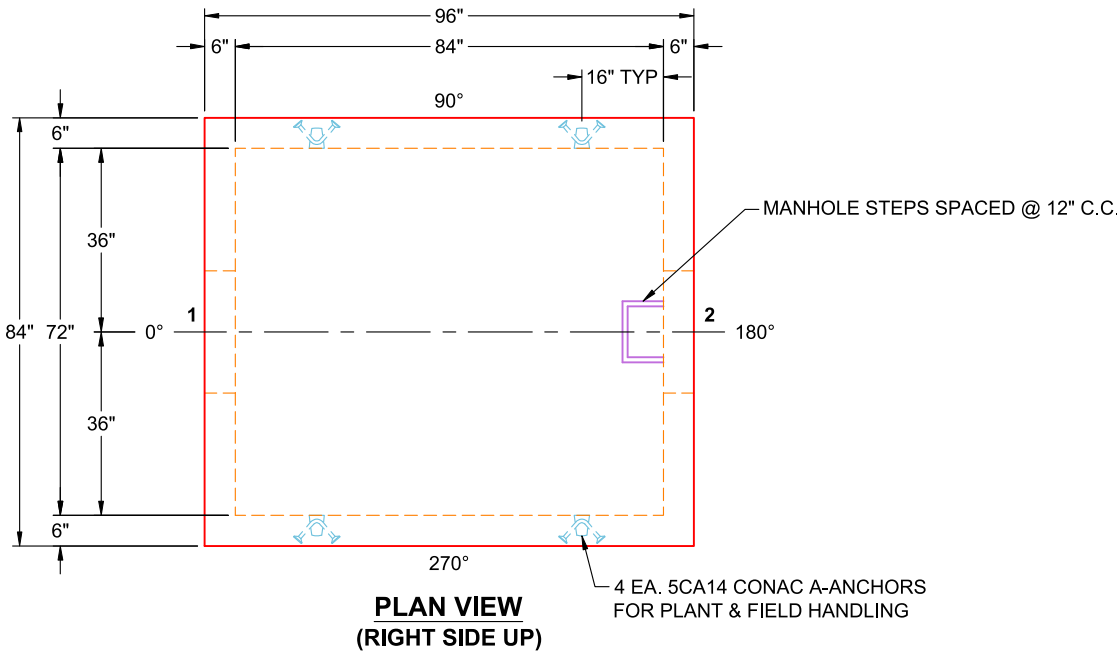 96"
6" 84" 6"
16" TYP
90°
6"
36"
MANHOLE STEPS SPACED @ 12" C.C.
1 2
84" 72" 0° 180°
36"
6"
270°
4 EA. 5CA14 CONAC A-ANCHORS
FOR PLANT & FIELD HANDLING
PLAN VIEW
(RIGHT SIDE UP)